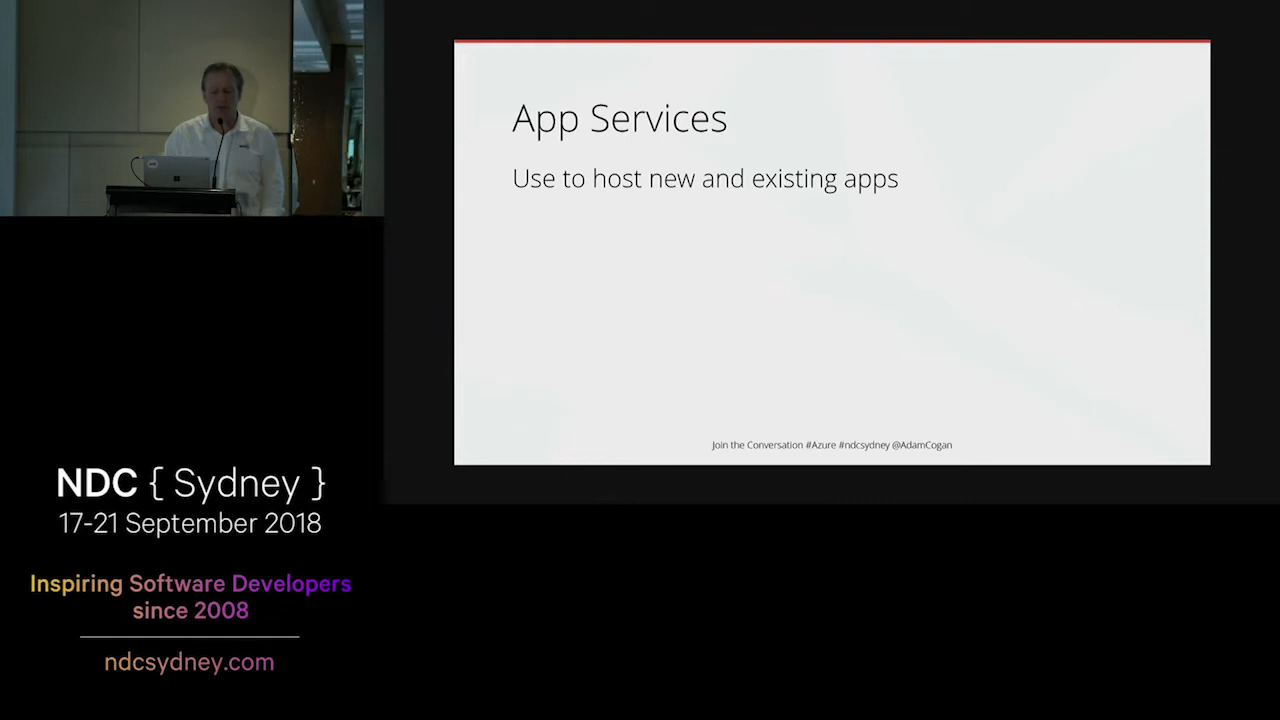 App Services
Use to host new and existing apps
Join the Conversation #Azure #ndcsydney @AdamCogan
NDC { Sydney }
17-21 September 2018
Inspiring Software Developers
since 2008
ndcsydney.com